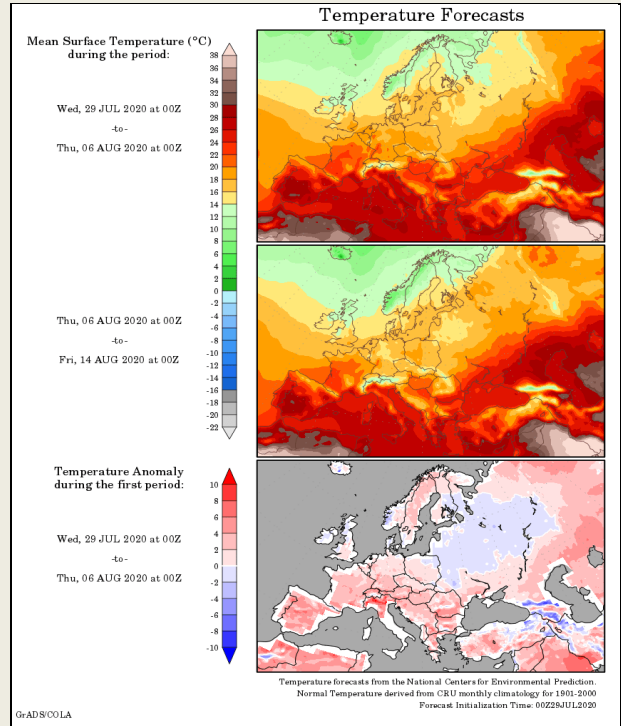 Temperature Forecasts
Mean Surface Temperature (°C)
during the period:
Wed, 29 JUL 2020 at 00Z
-to-
Thu, 06 AUG 2020 at 00Z
38
36
34
32
30
28
26
24
22
20
18
16
14
12
10
8
6
4
2
0
-2
-4
-6
-8
-10
-12
-14
-16
-18
-20
-22
Thu, 06 AUG 2020 at 00Z
-to-
Fri, 14 AUG 2020 at 00Z
Temperature Anomaly
during the first period:
Wed, 29 JUL 2020 at 00Z
-to-
Thu, 06 AUG 2020 at 00Z
10
8
6
4
2
0
-2
-4
-6
-8
-10
Temperature forecasts from the National Centers for Environmental Prediction.
Normal Temperature derived from CRU monthly climatology for 1901-2000
Forecast Initialization Time: 00Z29JUL2020
GrADS/COLA